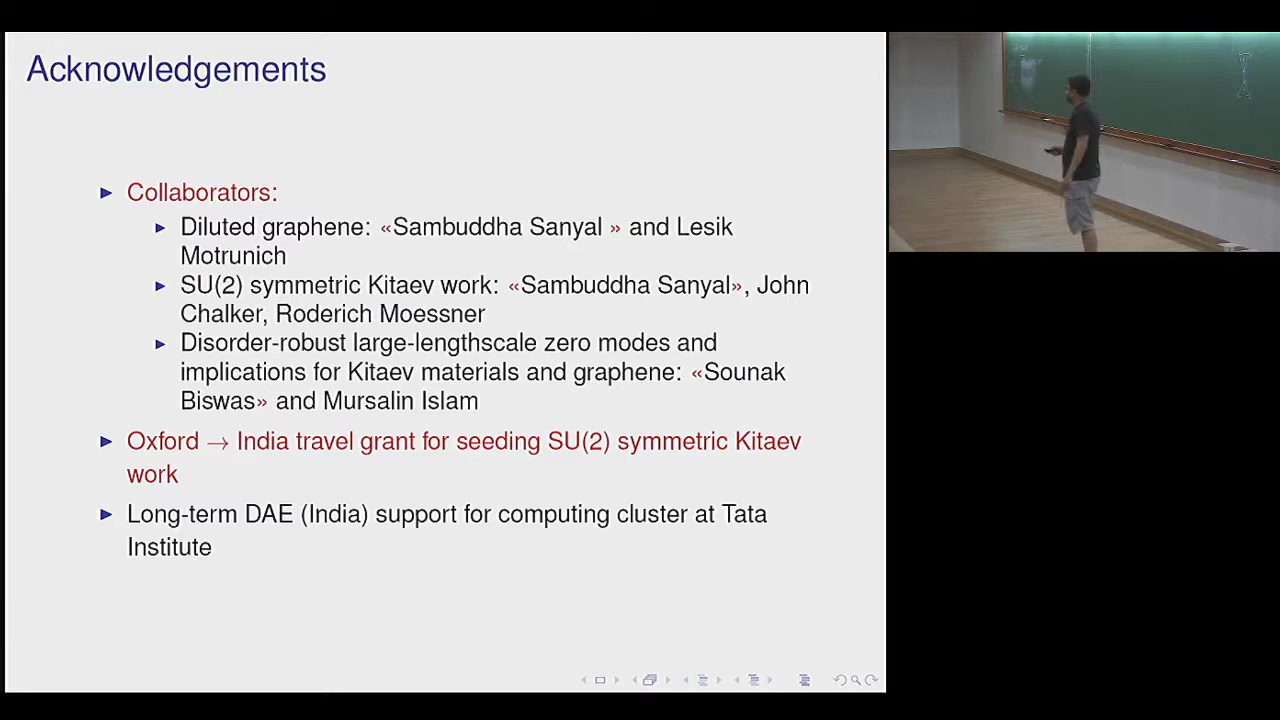 Acknowledgements
► Collaborators:
► Diluted graphene: «Sambuddha Sanyal » and Lesik
Motrunich
► SU(2) symmetric Kitaev work: «Sambuddha Sanyal», John
Chalker, Roderich Moessner
► Disorder-robust large-lengthscale zero modes and
implications for Kitaev materials and graphene: «Sounak
Biswas» and Mursalin Islam
► Oxford → India travel grant for seeding SU(2) symmetric Kitaev
work
► Long-term DAE (India) support for computing cluster at Tata
Institute